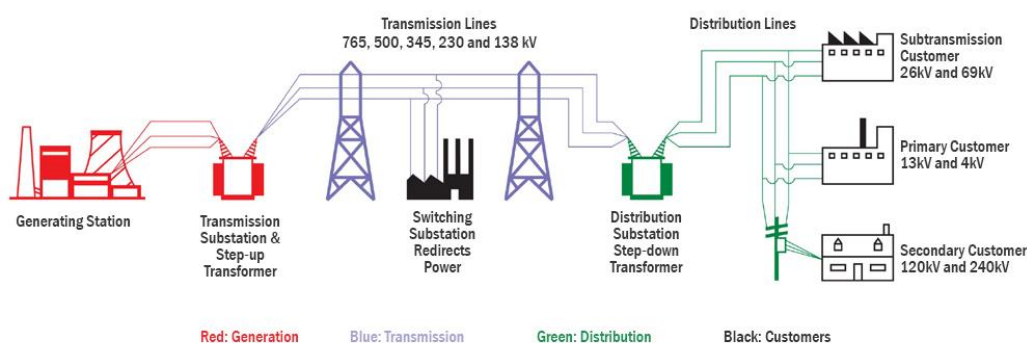 Transmission Lines
765, 500, 345, 230 and 138 kV
Distribution Lines
Subtransmission
Customer
26kV and 69kV
Primary Customer
13kV and 4kV
Generating Station
Transmission
Substation &
Step-up
Transformer
Switching
Substation
Redirects
Power
Distribution
Substation
Step-down
Transformer
Secondary Customer
120kV and 240kV
Red: Generation
Blue: Transmission
Green: Distribution
Black: Customers